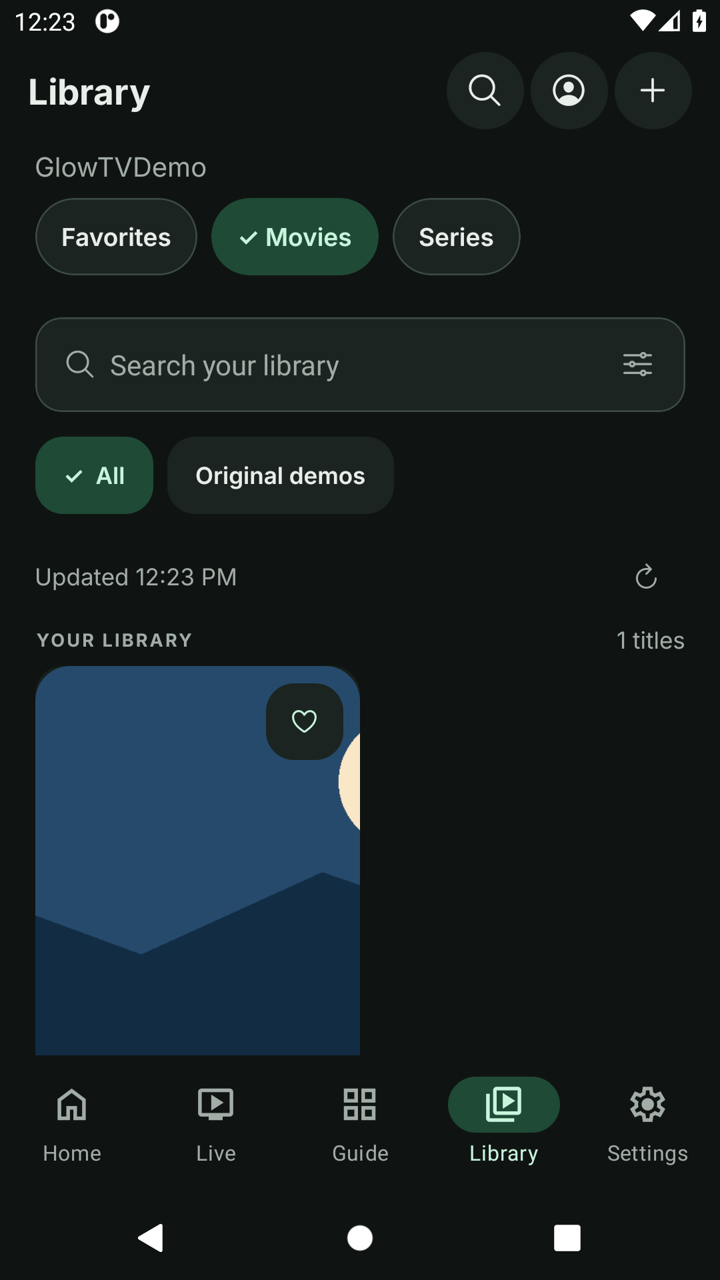 12:23
Library
GlowTVDemo
Favorites
Movies
Series
Search your library
All
Original demos
Updated 12:23 PM
YOUR LIBRARY
1 titles
Home
Live
Guide
Library
Settings